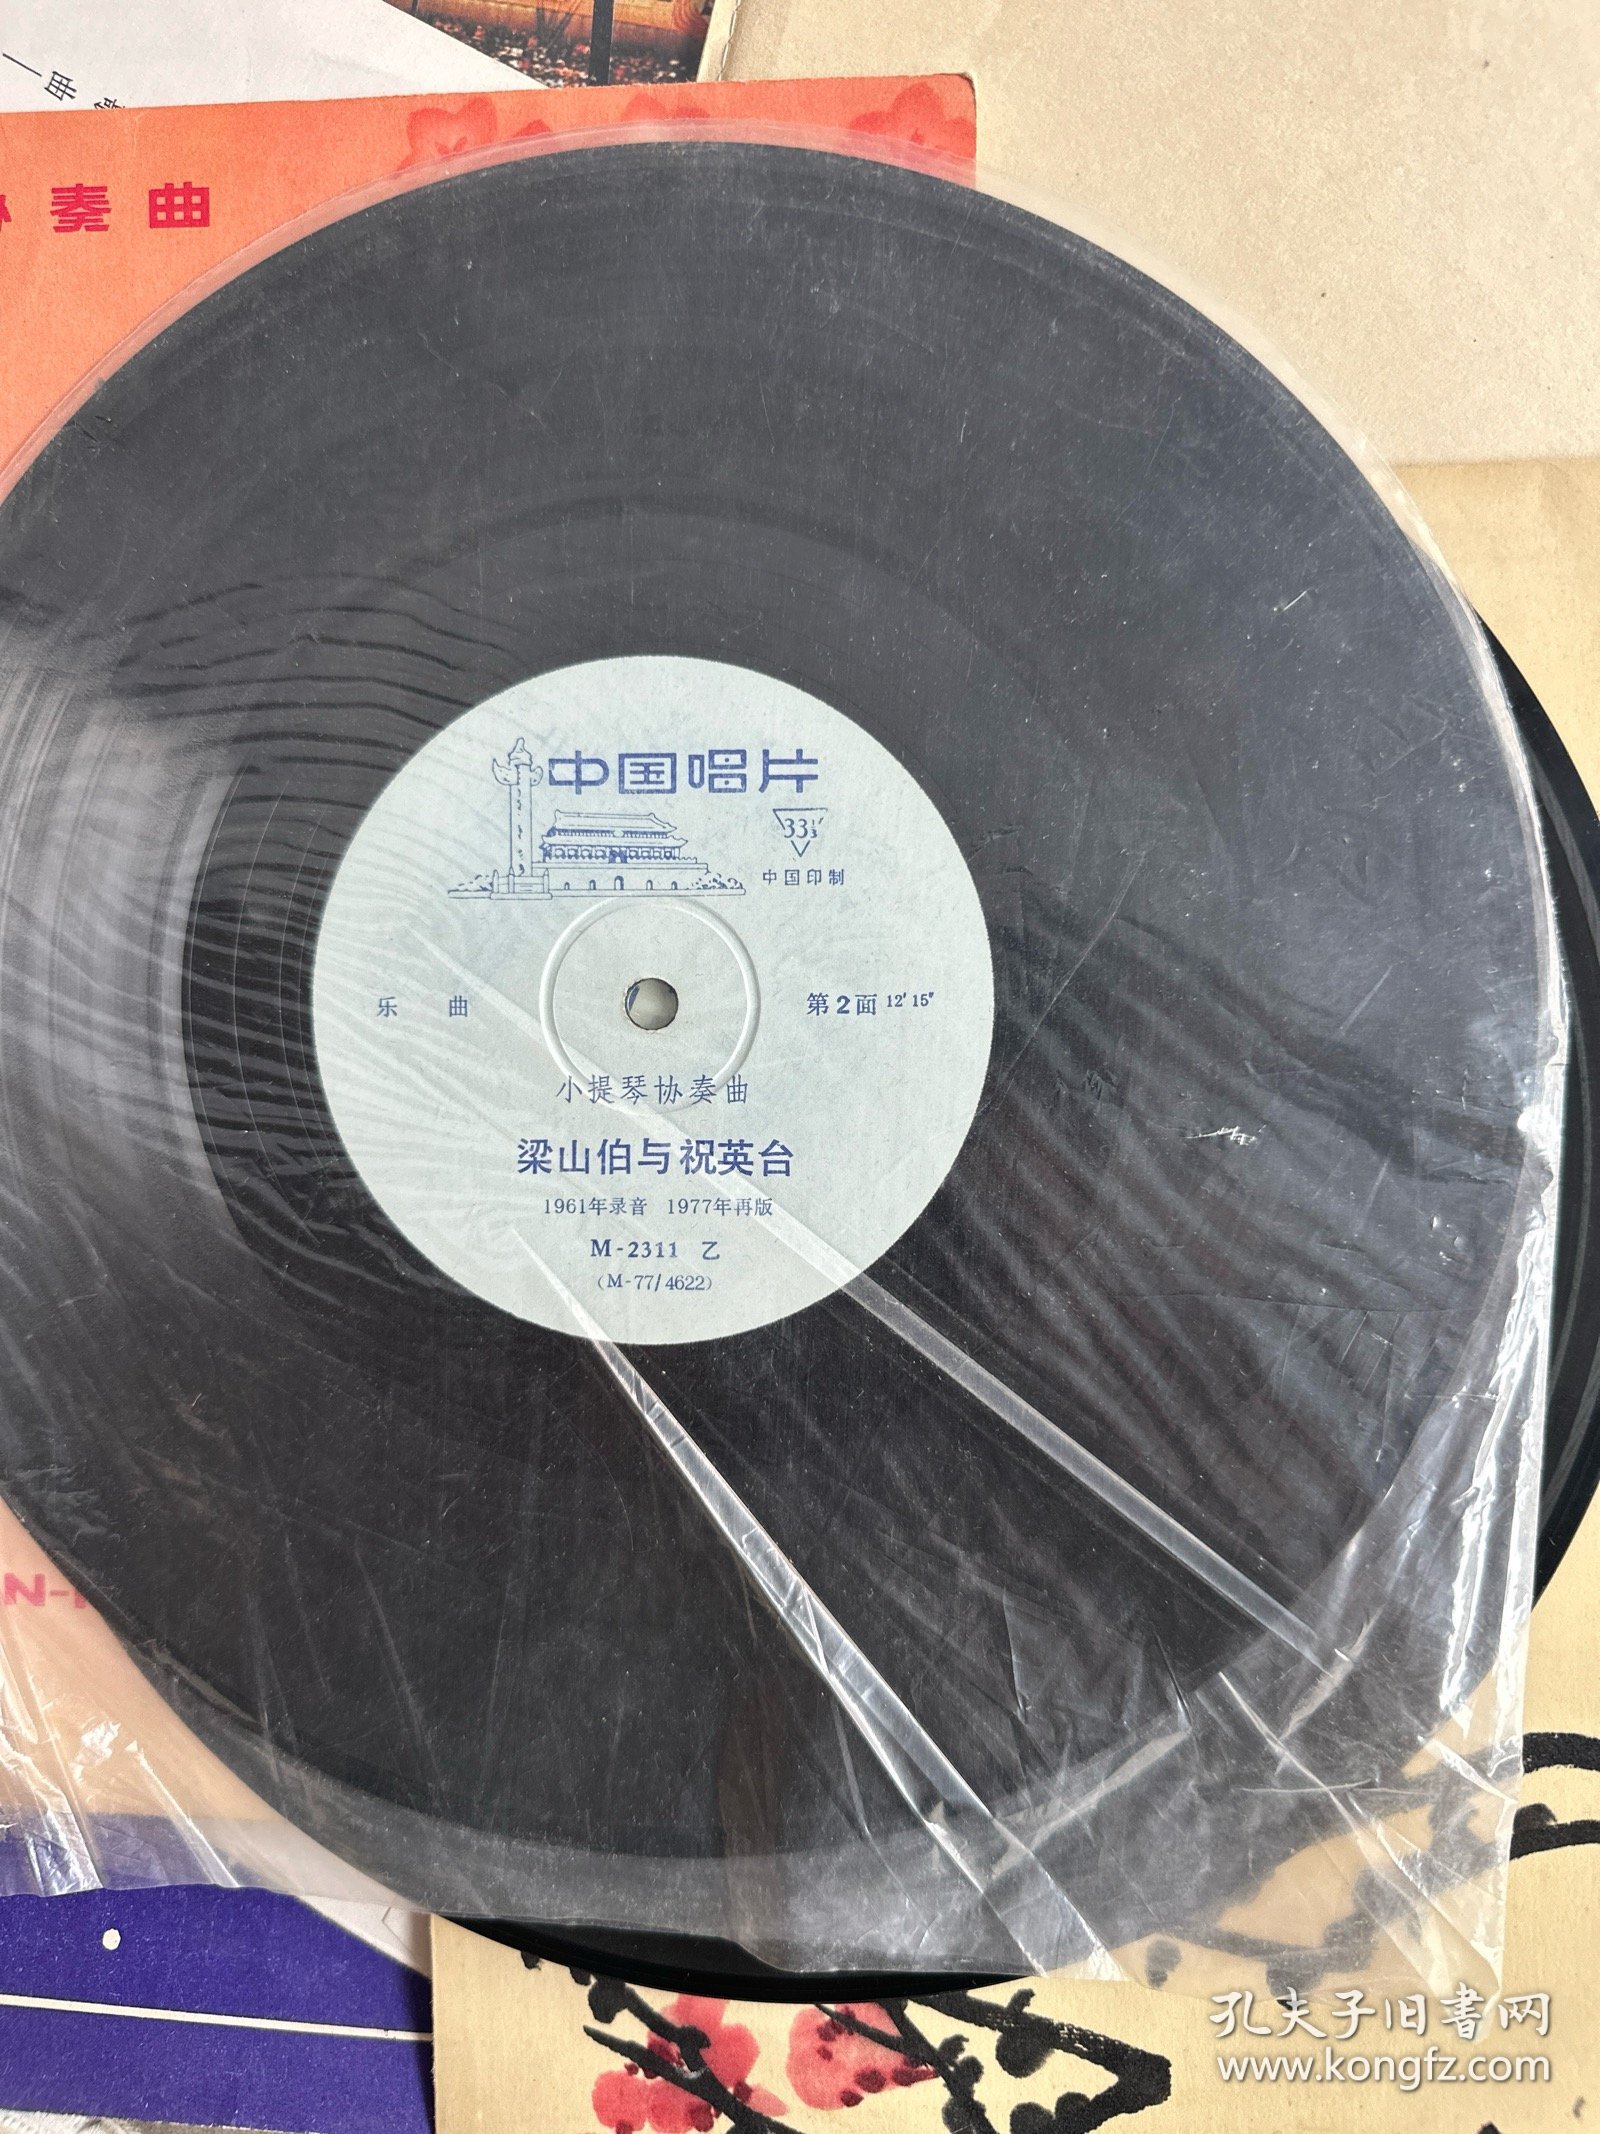 奏曲
中国唱片
33⅓
中国印制
乐 曲
第2面 12′15″
小提琴协奏曲
梁山伯与祝英台
1961年录音 1977年再版
M-2311 乙
(M-77/4622)
孔夫子旧书网
www.kongfz.com